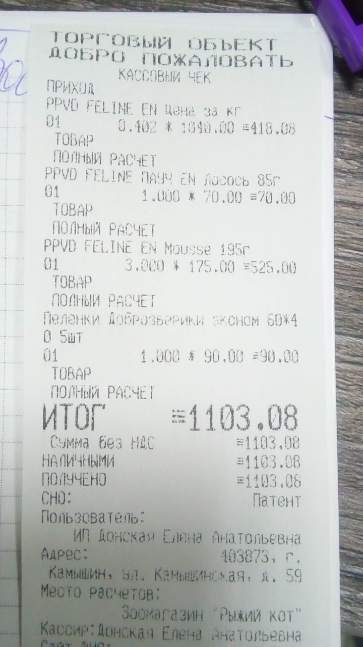 ТОРГОВЫЙ ОБЪЕКТ
ДОБРО ПОЖАЛОВАТЬ
КАССОВЫЙ ЧЕК
ПРИХОД
PPVD FELINE EN Цена за кг
01 0.402 * 1040.00 =418.08
ТОВАР
ПОЛНЫЙ РАСЧЕТ
PPVD FELINE ПАУЧ EN Лосось 85г
01 1.000 * 70.00 =70.00
ТОВАР
ПОЛНЫЙ РАСЧЕТ
PPVD FELINE EN Mousse 195г
01 3.000 * 175.00 =525.00
ТОВАР
ПОЛНЫЙ РАСЧЕТ
Пеленки Доброзверики эконом 60*4
0 5шт
01 1.000 * 90.00 =90.00
ТОВАР
ПОЛНЫЙ РАСЧЕТ
ИТОГ =1103.08
Сумма без НДС =1103.08
НАЛИЧНЫМИ =1103.08
ПОЛУЧЕНО =1103.08
СНО: Патент
Пользователь:
ИП Донская Елена Анатольевна
Адрес: 403873, г.
Камышин, ул. Камышинская, д. 59
Место расчетов:
Зоомагазин "Рыжий кот"
Кассир: Донская Елена Анатольевна